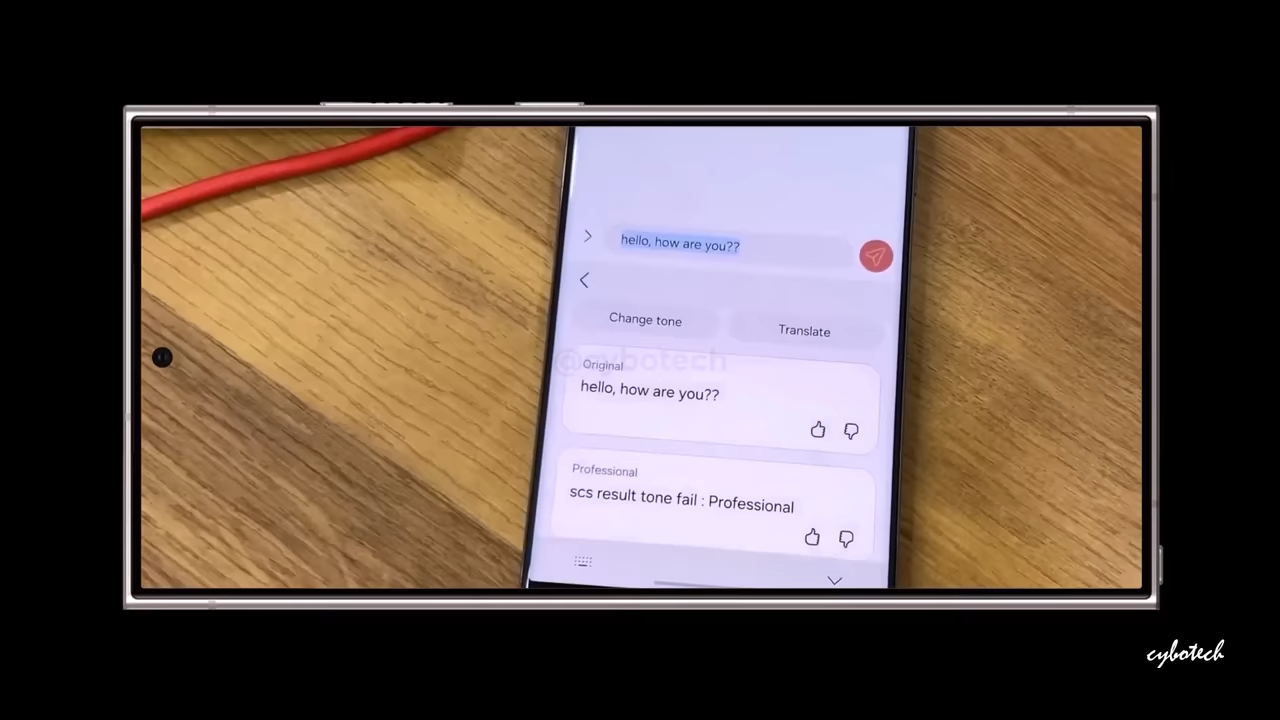 hello, how are you??
Change tone
Translate
@cybotech
Original
hello, how are you??
Professional
scs result tone fail : Professional
cybotech